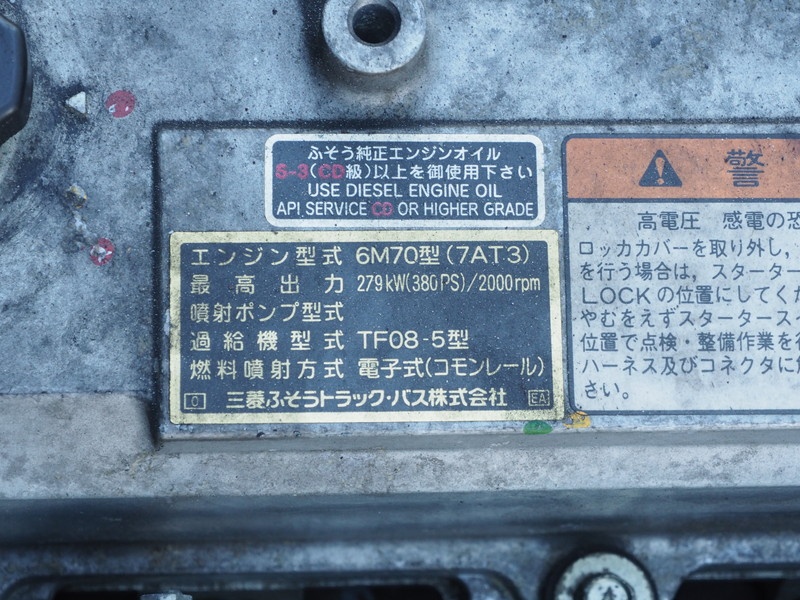 ふそう純正エンジンオイル
S-3(CD級)以上を御使用下さい
USE DIESEL ENGINE OIL
API SERVICE CD OR HIGHER GRADE
エンジン型式 6M70型(7AT3)
最高出力 279kW(380PS)/2000rpm
噴射ポンプ型式
過給機型式 TF08-5型
燃料噴射方式 電子式(コモンレール)
0 三菱ふそうトラック・バス株式会社 EA
警
高電圧 感電の恐
ロッカカバーを取り外し,
を行う場合は,スターター
LOCKの位置にしてくだ
やむをえずスタータース
位置で点検・整備作業を行
ハーネス及びコネクタに
さい。